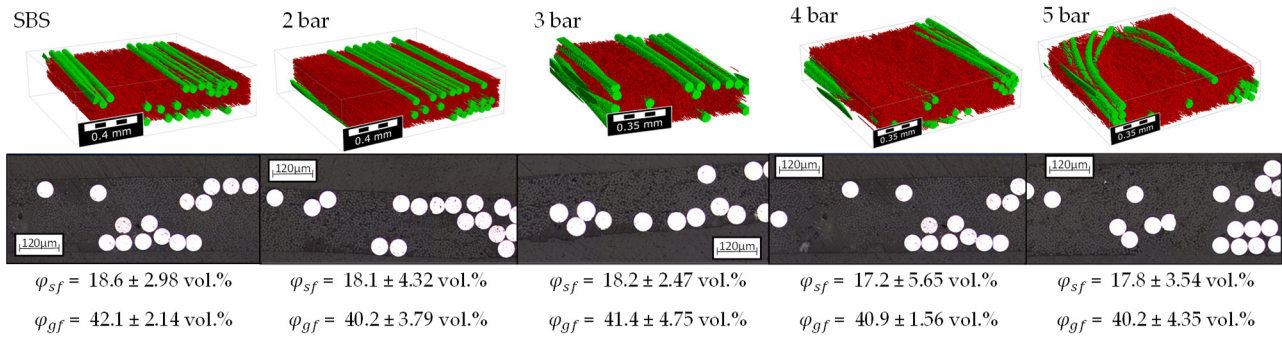 SBS
2 bar
3 bar
4 bar
5 bar
0.4 mm
0.4 mm
0.35 mm
0.35 mm
0.35 mm
120µm
120µm
120µm
120µm
120µm
φsf = 18.6 ± 2.98 vol.%
φsf = 18.1 ± 4.32 vol.%
φsf = 18.2 ± 2.47 vol.%
φsf = 17.2 ± 5.65 vol.%
φsf = 17.8 ± 3.54 vol.%
φgf = 42.1 ± 2.14 vol.%
φgf = 40.2 ± 3.79 vol.%
φgf = 41.4 ± 4.75 vol.%
φgf = 40.9 ± 1.56 vol.%
φgf = 40.2 ± 4.35 vol.%